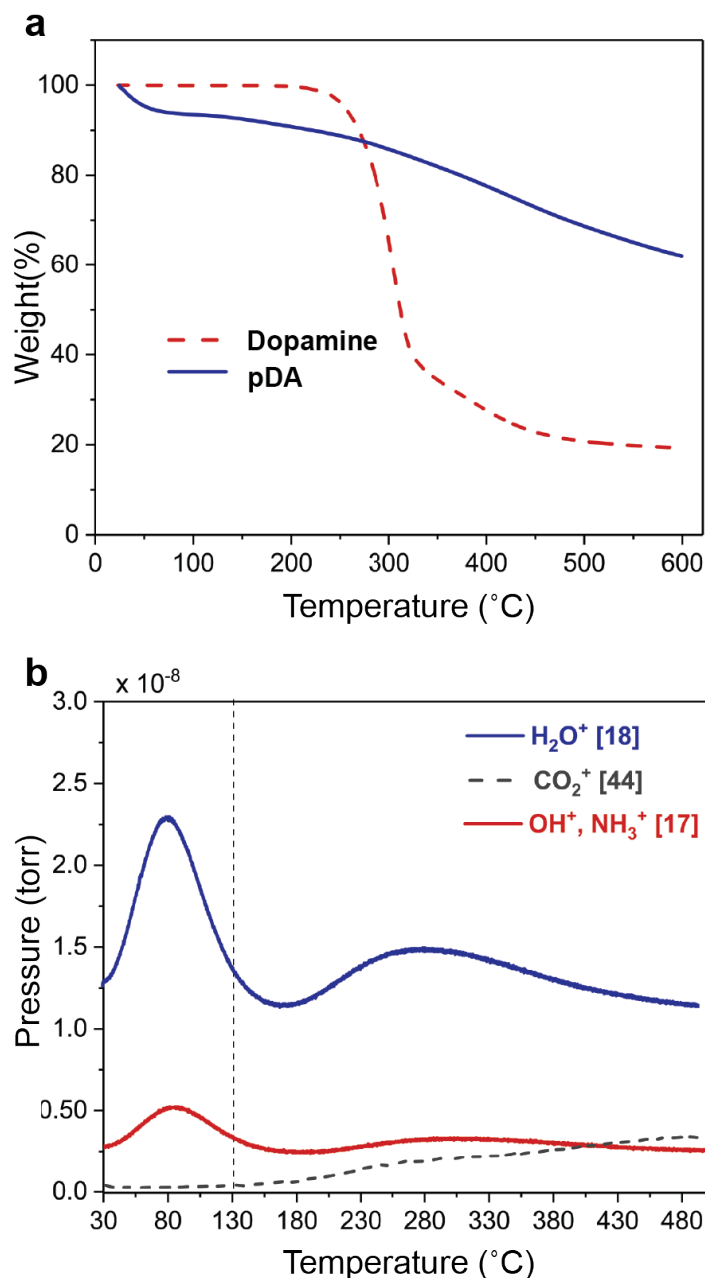 a
100
80
60
40
20
0
Weight(%)
Dopamine
pDA
0 100 200 300 400 500 600
Temperature (˚C)
b
x 10⁻⁸
3.0
2.5
2.0
1.5
1.0
0.50
0.0
Pressure (torr)
H₂O⁺ [18]
CO₂⁺ [44]
OH⁺, NH₃⁺ [17]
30 80 130 180 230 280 330 380 430 480
Temperature (˚C)